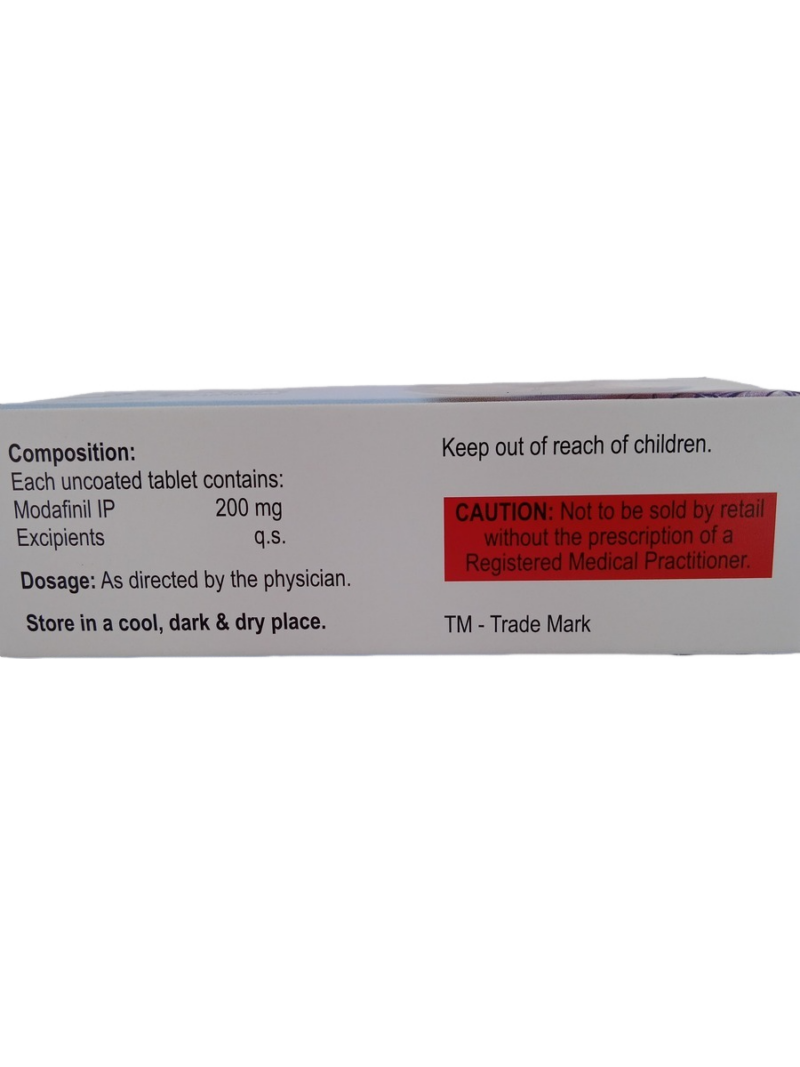 Composition:
Each uncoated tablet contains:
Modafinil IP 200 mg
Excipients q.s.
Dosage: As directed by the physician.
Store in a cool, dark & dry place.
Keep out of reach of children.
CAUTION: Not to be sold by retail
without the prescription of a
Registered Medical Practitioner.
TM - Trade Mark